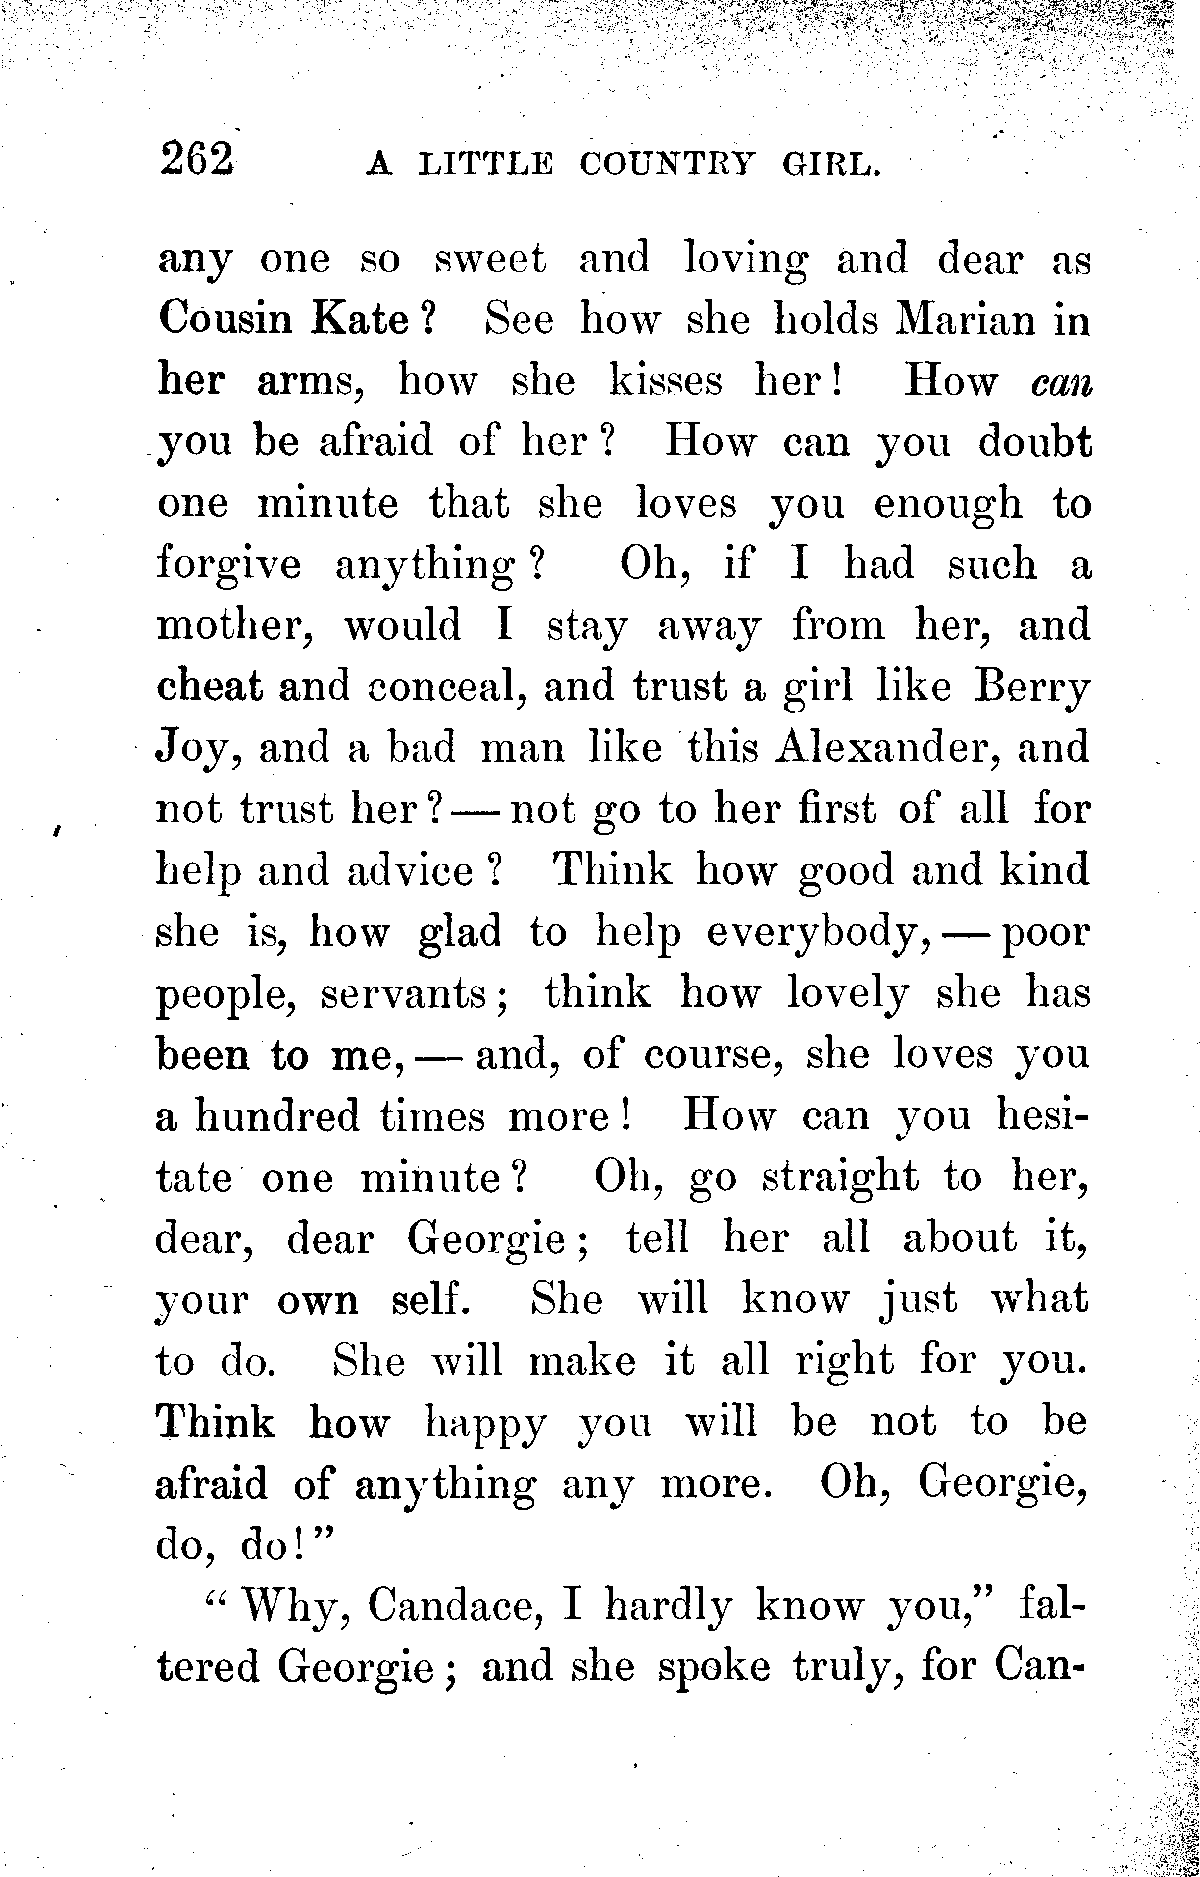 262 A LITTLE COUNTRY GIRL.
any one so sweet and loving and dear as
Cousin Kate? See how she holds Marian in
her arms, how she kisses her! How can
you be afraid of her? How can you doubt
one minute that she loves you enough to
forgive anything? Oh, if I had such a
mother, would I stay away from her, and
cheat and conceal, and trust a girl like Berry
Joy, and a bad man like this Alexander, and
not trust her?—not go to her first of all for
help and advice? Think how good and kind
she is, how glad to help everybody,—poor
people, servants; think how lovely she has
been to me,—and, of course, she loves you
a hundred times more! How can you hesi-
tate one minute? Oh, go straight to her,
dear, dear Georgie; tell her all about it,
your own self. She will know just what
to do. She will make it all right for you.
Think how happy you will be not to be
afraid of anything any more. Oh, Georgie,
do, do!”
“Why, Candace, I hardly know you,” fal-
tered Georgie; and she spoke truly, for Can-